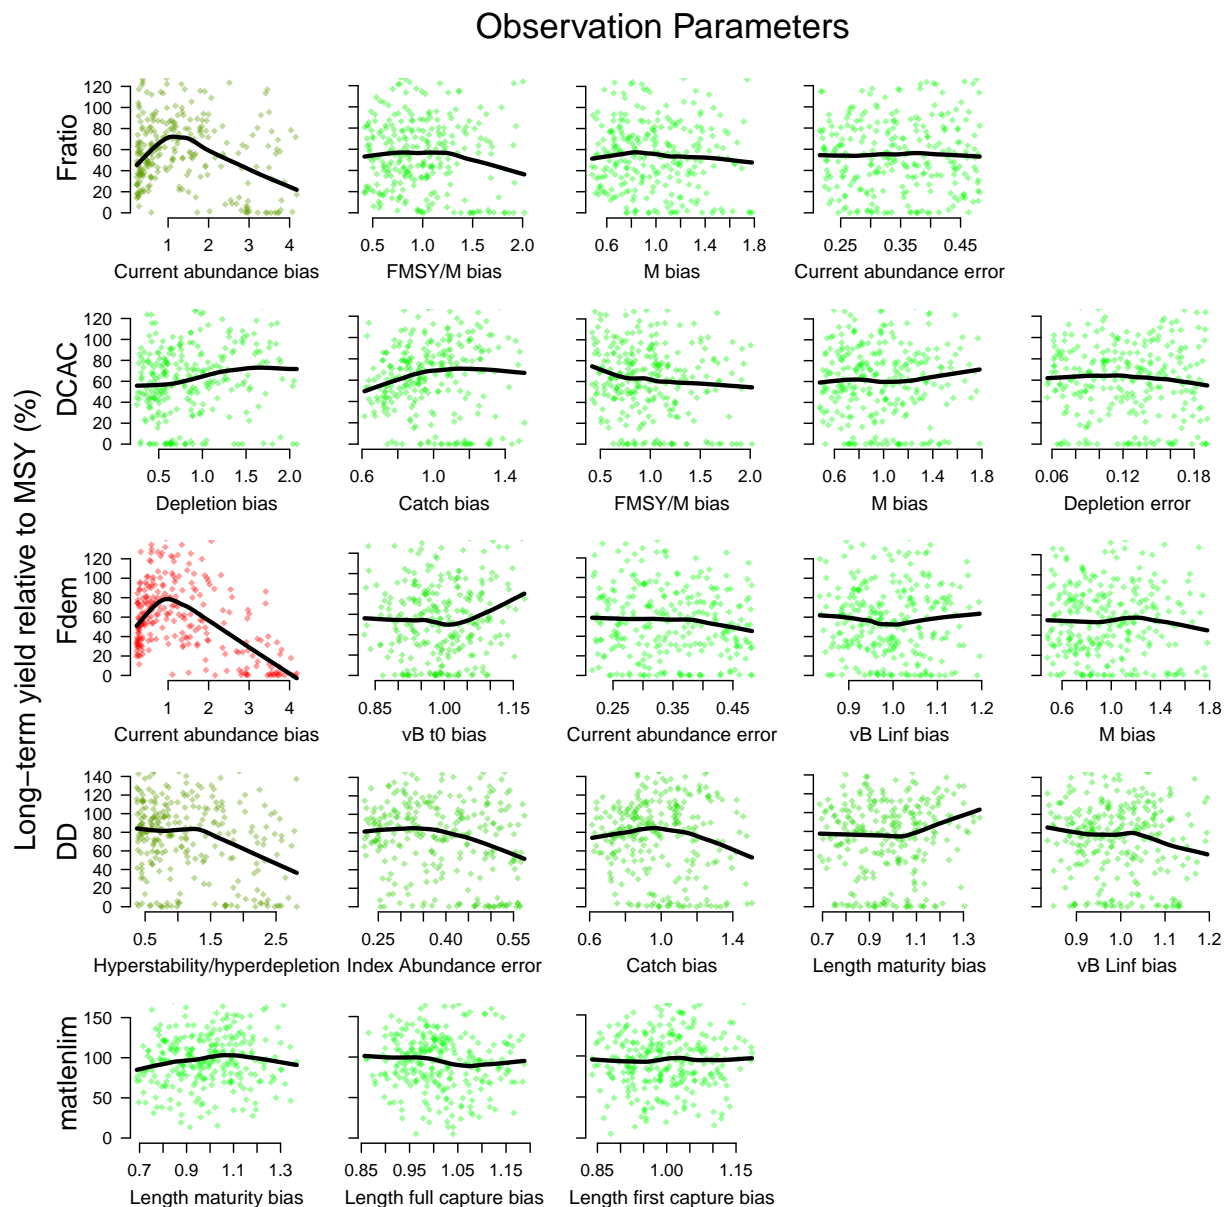 Observation Parameters
Long−term yield relative to MSY (%)
Fratio
0 20 40 60 80 100 120
1 2 3 4
Current abundance bias
0.5 1.0 1.5 2.0
FMSY/M bias
0.6 1.0 1.4 1.8
M bias
0.25 0.35 0.45
Current abundance error
DCAC
0 20 40 60 80 100 120
0.5 1.0 1.5 2.0
Depletion bias
0.6 1.0 1.4
Catch bias
0.5 1.0 1.5 2.0
FMSY/M bias
0.6 1.0 1.4 1.8
M bias
0.06 0.12 0.18
Depletion error
Fdem
0 20 40 60 80 100 120
1 2 3 4
Current abundance bias
0.85 1.00 1.15
vB t0 bias
0.25 0.35 0.45
Current abundance error
0.9 1.0 1.1 1.2
vB Linf bias
0.6 1.0 1.4 1.8
M bias
DD
0 20 40 60 80 100 120 140
0.5 1.5 2.5
Hyperstability/hyperdepletion
0.25 0.40 0.55
Index Abundance error
0.6 1.0 1.4
Catch bias
0.7 0.9 1.1 1.3
Length maturity bias
0.9 1.0 1.1 1.2
vB Linf bias
matlenlim
0 50 100 150
0.7 0.9 1.1 1.3
Length maturity bias
0.85 0.95 1.05 1.15
Length full capture bias
0.85 1.00 1.15
Length first capture bias